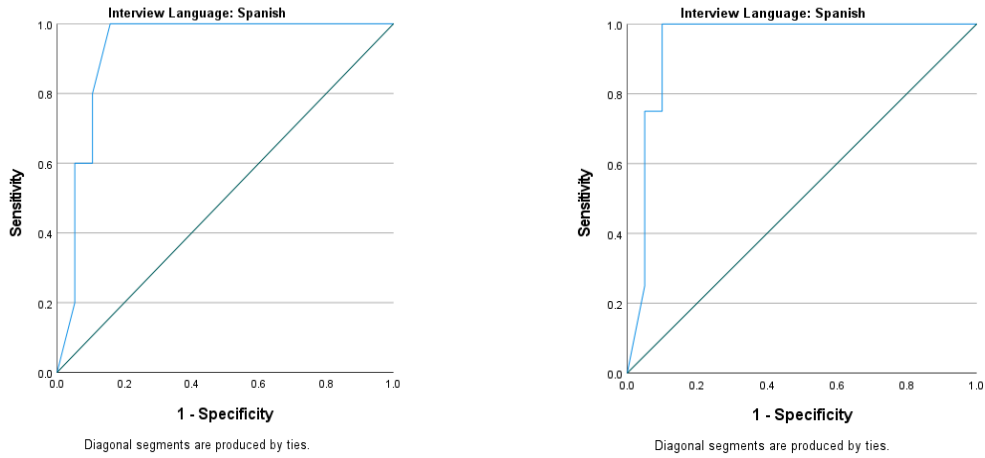 Interview Language: Spanish
1.0
0.8
0.6
0.4
0.2
0.0
Sensitivity
0.0 0.2 0.4 0.6 0.8 1.0
1 - Specificity
Diagonal segments are produced by ties.
Interview Language: Spanish
1.0
0.8
0.6
0.4
0.2
0.0
Sensitivity
0.0 0.2 0.4 0.6 0.8 1.0
1 - Specificity
Diagonal segments are produced by ties.